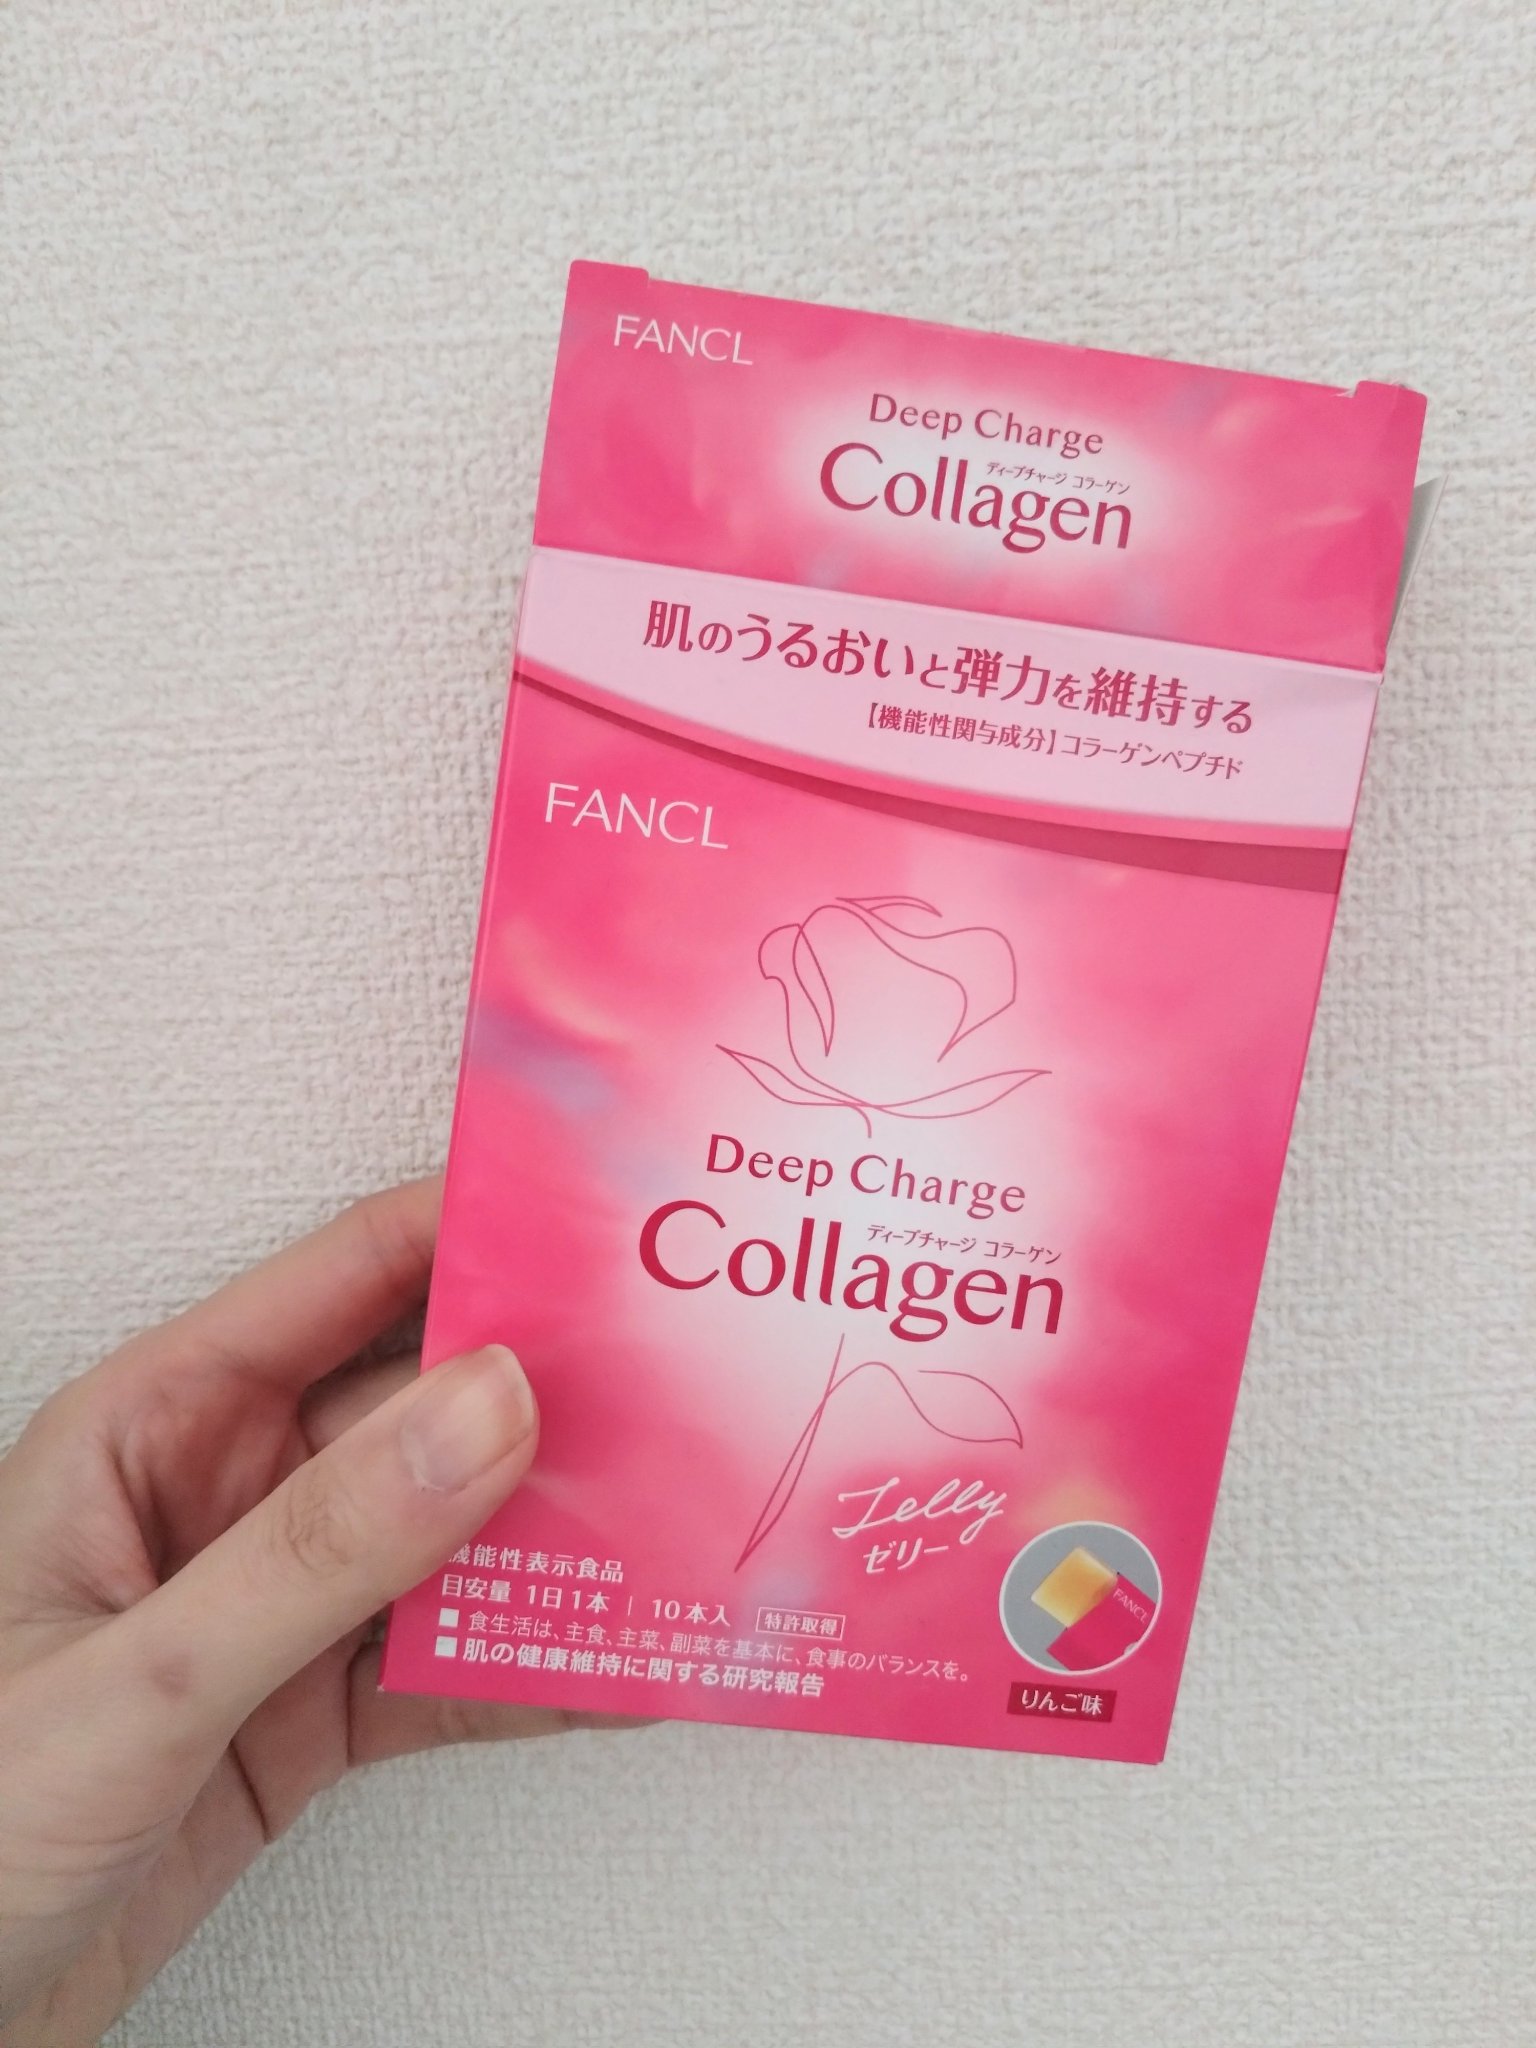 FANCL
Deep Charge
ディープチャージ コラーゲン
Collagen
肌のうるおいと弾力を維持する
【機能性関与成分】コラーゲンペプチド
FANCL
Deep Charge
ディープチャージ コラーゲン
Collagen
Jelly
ゼリー
機能性表示食品
目安量 1日1本 | 10本入 特許取得
■ 食生活は、主食、主菜、副菜を基本に、食事のバランスを。
■ 肌の健康維持に関する研究報告
FANCL
りんご味